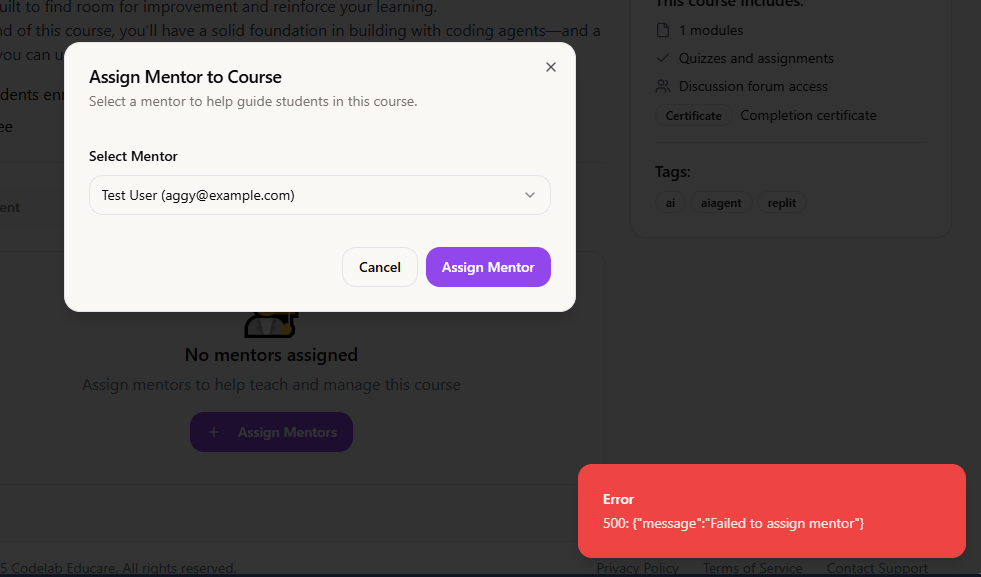 uilt to find room for improvement and reinforce your learning.
nd of this course, you'll have a solid foundation in building with coding agents—and a
you can u
dents en
ee
ent
Assign Mentor to Course
Select a mentor to help guide students in this course.
Select Mentor
Test User (aggy@example.com)
Cancel
Assign Mentor
No mentors assigned
Assign mentors to help teach and manage this course
+ Assign Mentors
This course includes:
1 modules
Quizzes and assignments
Discussion forum access
Certificate Completion certificate
Tags:
ai aiagent replit
Error
500: {"message":"Failed to assign mentor"}
5 Codelab Educare. All rights reserved.
Privacy Policy Terms of Service Contact Support